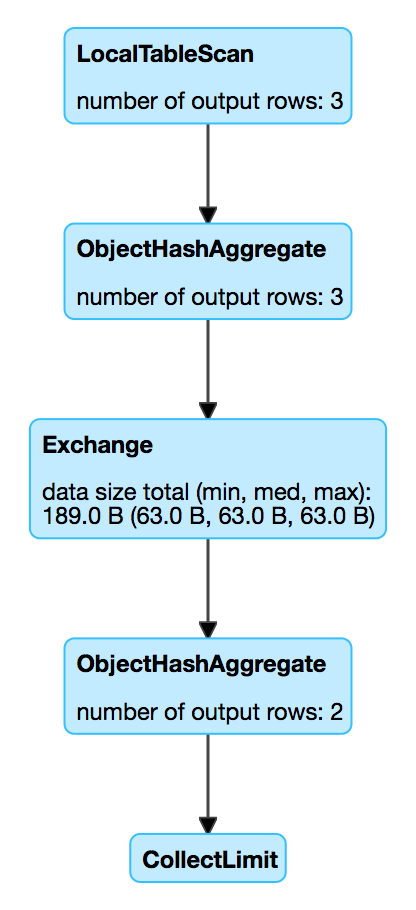 LocalTableScan
number of output rows: 3
ObjectHashAggregate
number of output rows: 3
Exchange
data size total (min, med, max):
189.0 B (63.0 B, 63.0 B, 63.0 B)
ObjectHashAggregate
number of output rows: 2
CollectLimit